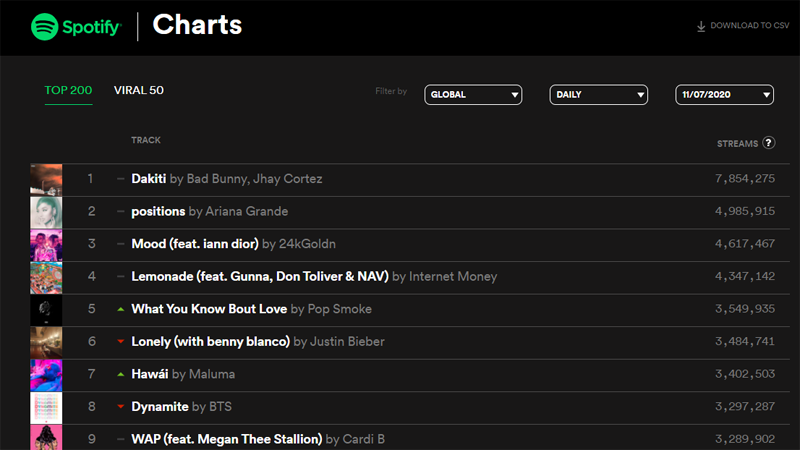 Spotify Charts
DOWNLOAD TO CSV
TOP 200 VIRAL 50 Filter by GLOBAL DAILY 11/07/2020
TRACK STREAMS ?
1 Dakiti by Bad Bunny, Jhay Cortez 7,854,275
2 positions by Ariana Grande 4,985,915
3 Mood (feat. iann dior) by 24kGoldn 4,617,467
4 Lemonade (feat. Gunna, Don Toliver & NAV) by Internet Money 4,347,142
5 What You Know Bout Love by Pop Smoke 3,549,935
6 Lonely (with benny blanco) by Justin Bieber 3,484,741
7 Hawái by Maluma 3,402,503
8 Dynamite by BTS 3,297,287
9 WAP (feat. Megan Thee Stallion) by Cardi B 3,289,902